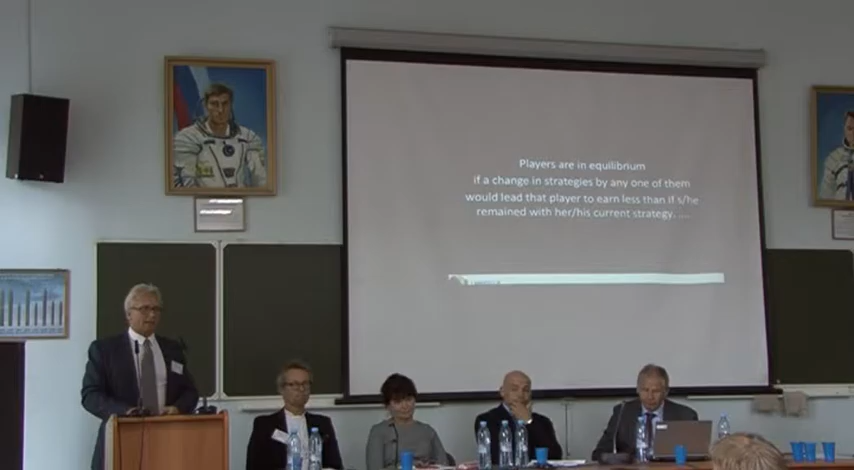 Players are in equilibrium
if a change in strategies by any one of them
would lead that player to earn less than if s/he
remained with her/his current strategy. ...